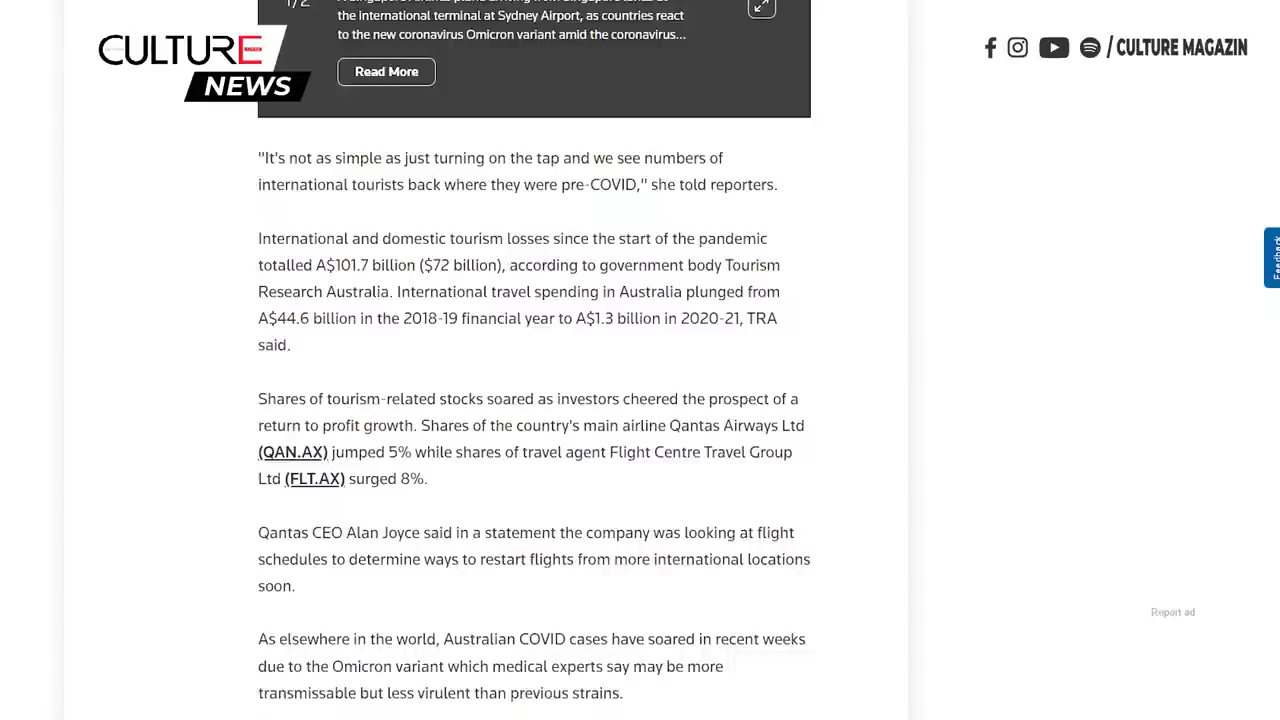 1/2
the international terminal at Sydney Airport, as countries react
to the new coronavirus Omicron variant amid the coronavirus...
Read More
CULTURE
NEWS
/ CULTURE MAGAZIN
"It's not as simple as just turning on the tap and we see numbers of
international tourists back where they were pre-COVID," she told reporters.
International and domestic tourism losses since the start of the pandemic
totalled A$101.7 billion ($72 billion), according to government body Tourism
Research Australia. International travel spending in Australia plunged from
A$44.6 billion in the 2018-19 financial year to A$1.3 billion in 2020-21, TRA
said.
Shares of tourism-related stocks soared as investors cheered the prospect of a
return to profit growth. Shares of the country's main airline Qantas Airways Ltd
(QAN.AX) jumped 5% while shares of travel agent Flight Centre Travel Group
Ltd (FLT.AX) surged 8%.
Qantas CEO Alan Joyce said in a statement the company was looking at flight
schedules to determine ways to restart flights from more international locations
soon.
As elsewhere in the world, Australian COVID cases have soared in recent weeks
due to the Omicron variant which medical experts say may be more
transmissable but less virulent than previous strains.
Feedback
Report ad